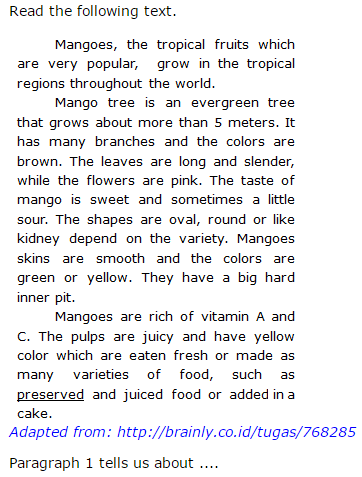 Read the following text.
Mangoes, the tropical fruits which
are very popular, grow in the tropical
regions throughout the world.
Mango tree is an evergreen tree
that grows about more than 5 meters. It
has many branches and the colors are
brown. The leaves are long and slender,
while the flowers are pink. The taste of
mango is sweet and sometimes a little
sour. The shapes are oval, round or like
kidney depend on the variety. Mangoes
skins are smooth and the colors are
green or yellow. They have a big hard
inner pit.
Mangoes are rich of vitamin A and
C. The pulps are juicy and have yellow
color which are eaten fresh or made as
many varieties of food, such as
preserved and juiced food or added in a
cake.
Adapted from: http://brainly.co.id/tugas/768285
Paragraph 1 tells us about ....